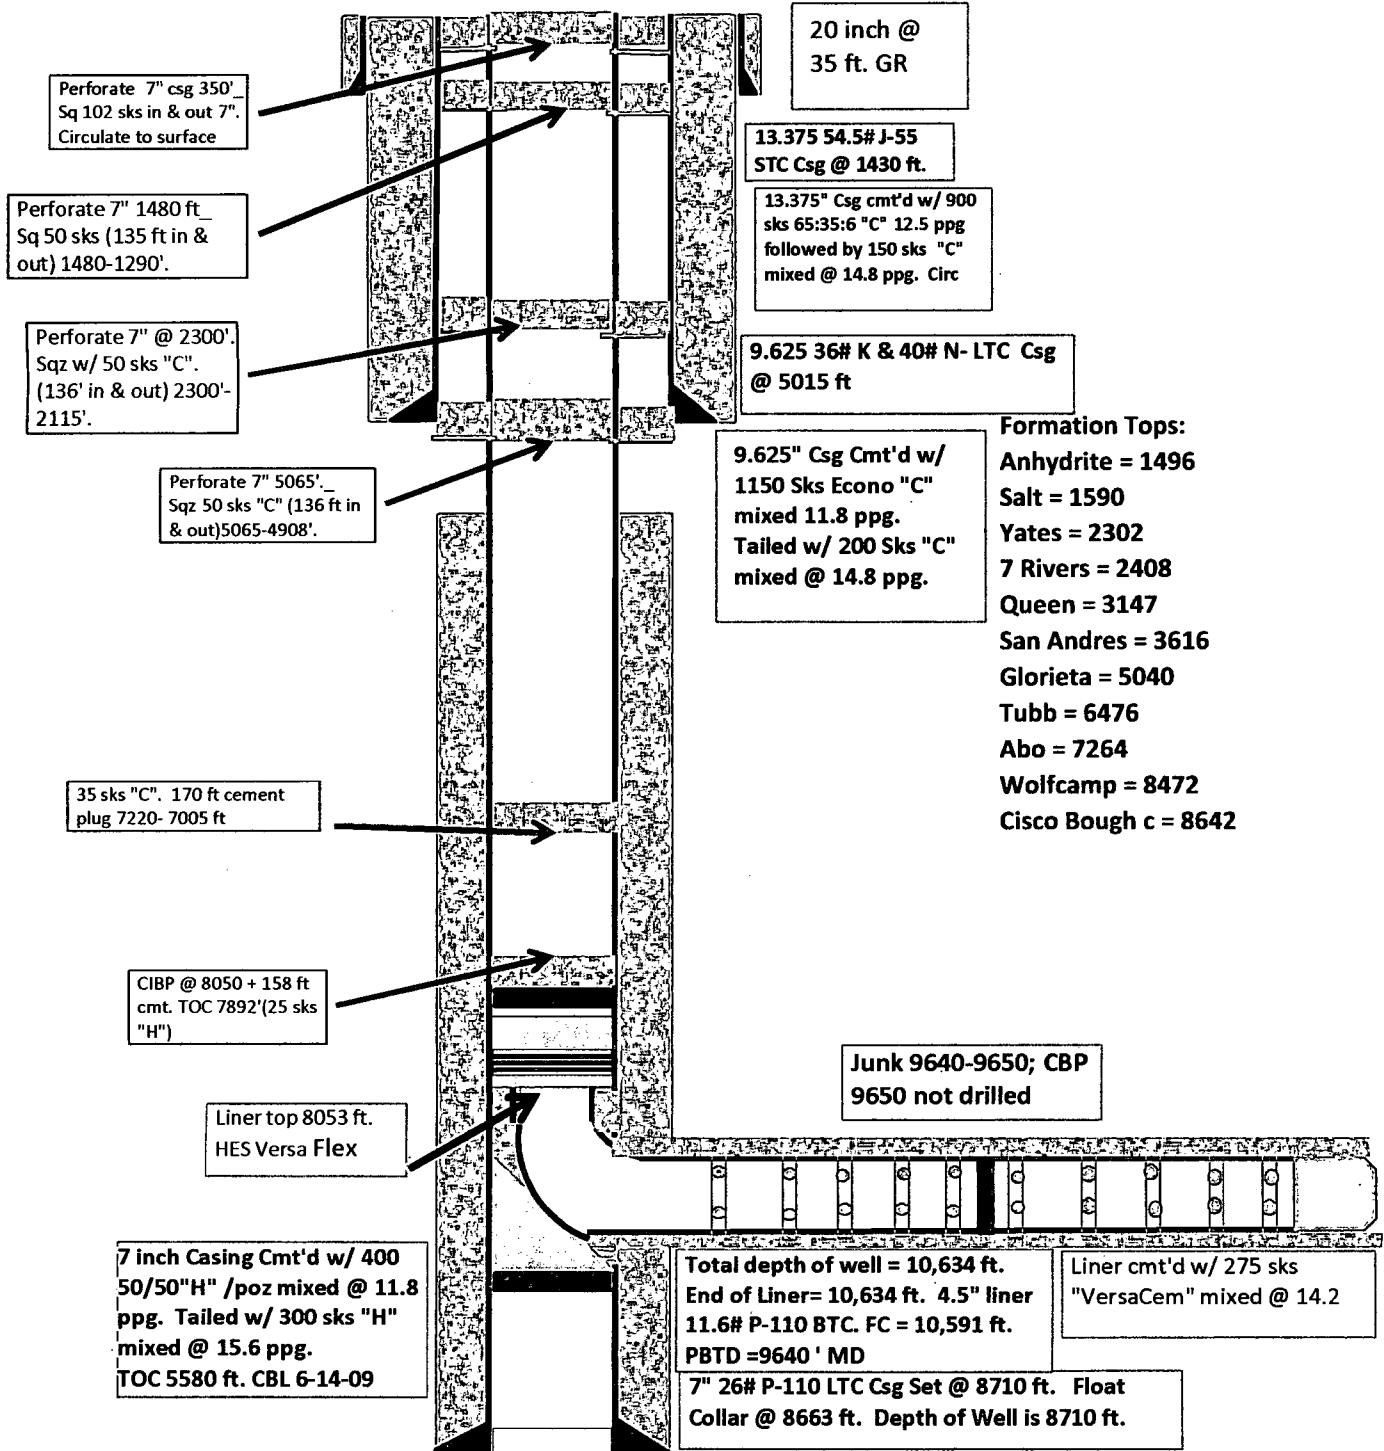 20 inch @
35 ft. GR
Perforate 7" csg 350'_
Sq 102 sks in & out 7".
Circulate to surface
13.375 54.5# J-55
STC Csg @ 1430 ft.
13.375" Csg cmt'd w/ 900
sks 65:35:6 "C" 12.5 ppg
followed by 150 sks "C"
mixed @ 14.8 ppg. Circ
Perforate 7" 1480 ft_
Sq 50 sks (135 ft in &
out) 1480-1290'.
Perforate 7" @ 2300'.
Sqz w/ 50 sks "C".
(136' in & out) 2300'-
2115'.
9.625 36# K & 40# N- LTC Csg
@ 5015 ft
9.625" Csg Cmt'd w/
1150 Sks Econo "C"
mixed 11.8 ppg.
Tailed w/ 200 Sks "C"
mixed @ 14.8 ppg.
Formation Tops:
Anhydrite = 1496
Salt = 1590
Yates = 2302
7 Rivers = 2408
Queen = 3147
San Andres = 3616
Glorieta = 5040
Tubb = 6476
Abo = 7264
Wolfcamp = 8472
Cisco Bough c = 8642
Perforate 7" 5065'._
Sqz 50 sks "C" (136 ft in
& out)5065-4908'.
35 sks "C". 170 ft cement
plug 7220- 7005 ft
CIBP @ 8050 + 158 ft
cmt. TOC 7892'(25 sks
"H")
Junk 9640-9650; CBP
9650 not drilled
Liner top 8053 ft.
HES Versa Flex
7 inch Casing Cmt'd w/ 400
50/50"H" /poz mixed @ 11.8
ppg. Tailed w/ 300 sks "H"
mixed @ 15.6 ppg.
TOC 5580 ft. CBL 6-14-09
Total depth of well = 10,634 ft.
End of Liner= 10,634 ft. 4.5" liner
11.6# P-110 BTC. FC = 10,591 ft.
PBTD =9640 ' MD
Liner cmt'd w/ 275 sks
"VersaCem" mixed @ 14.2
7" 26# P-110 LTC Csg Set @ 8710 ft. Float
Collar @ 8663 ft. Depth of Well is 8710 ft.